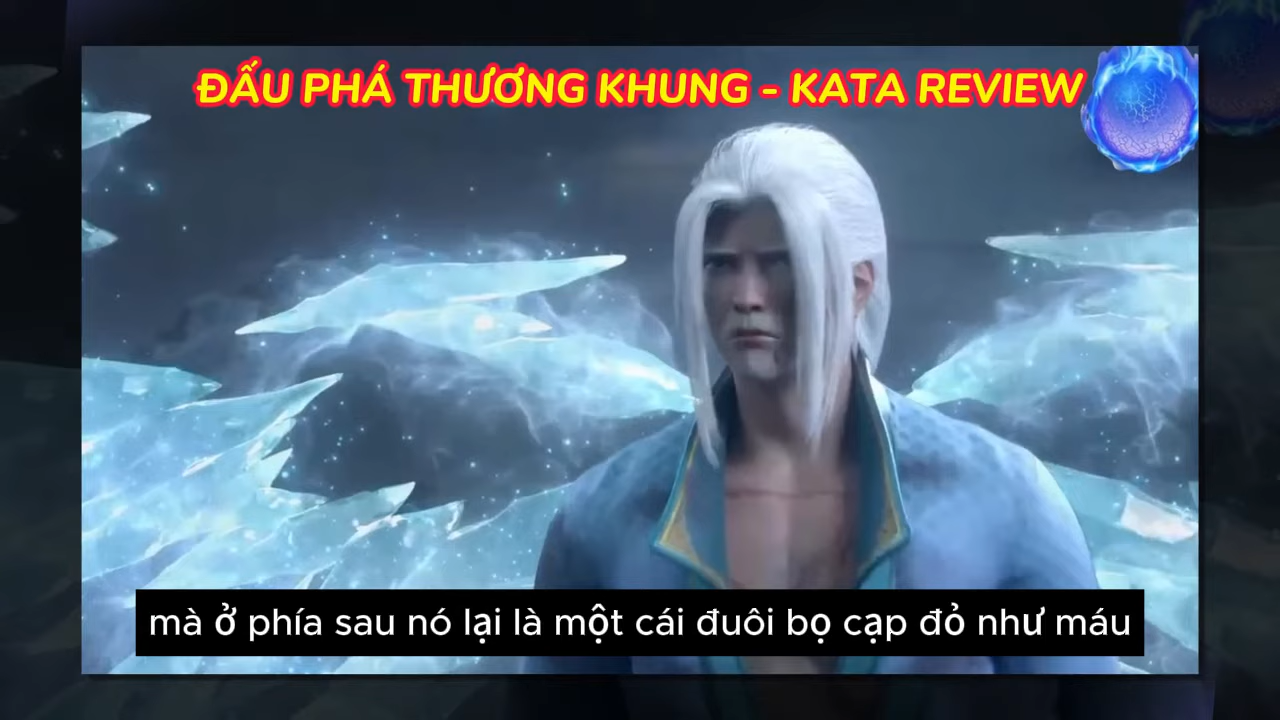 ĐẤU PHÁ THƯƠNG KHUNG - KATA REVIEW
mà ở phía sau nó lại là một cái đuôi bọ cạp đỏ như máu